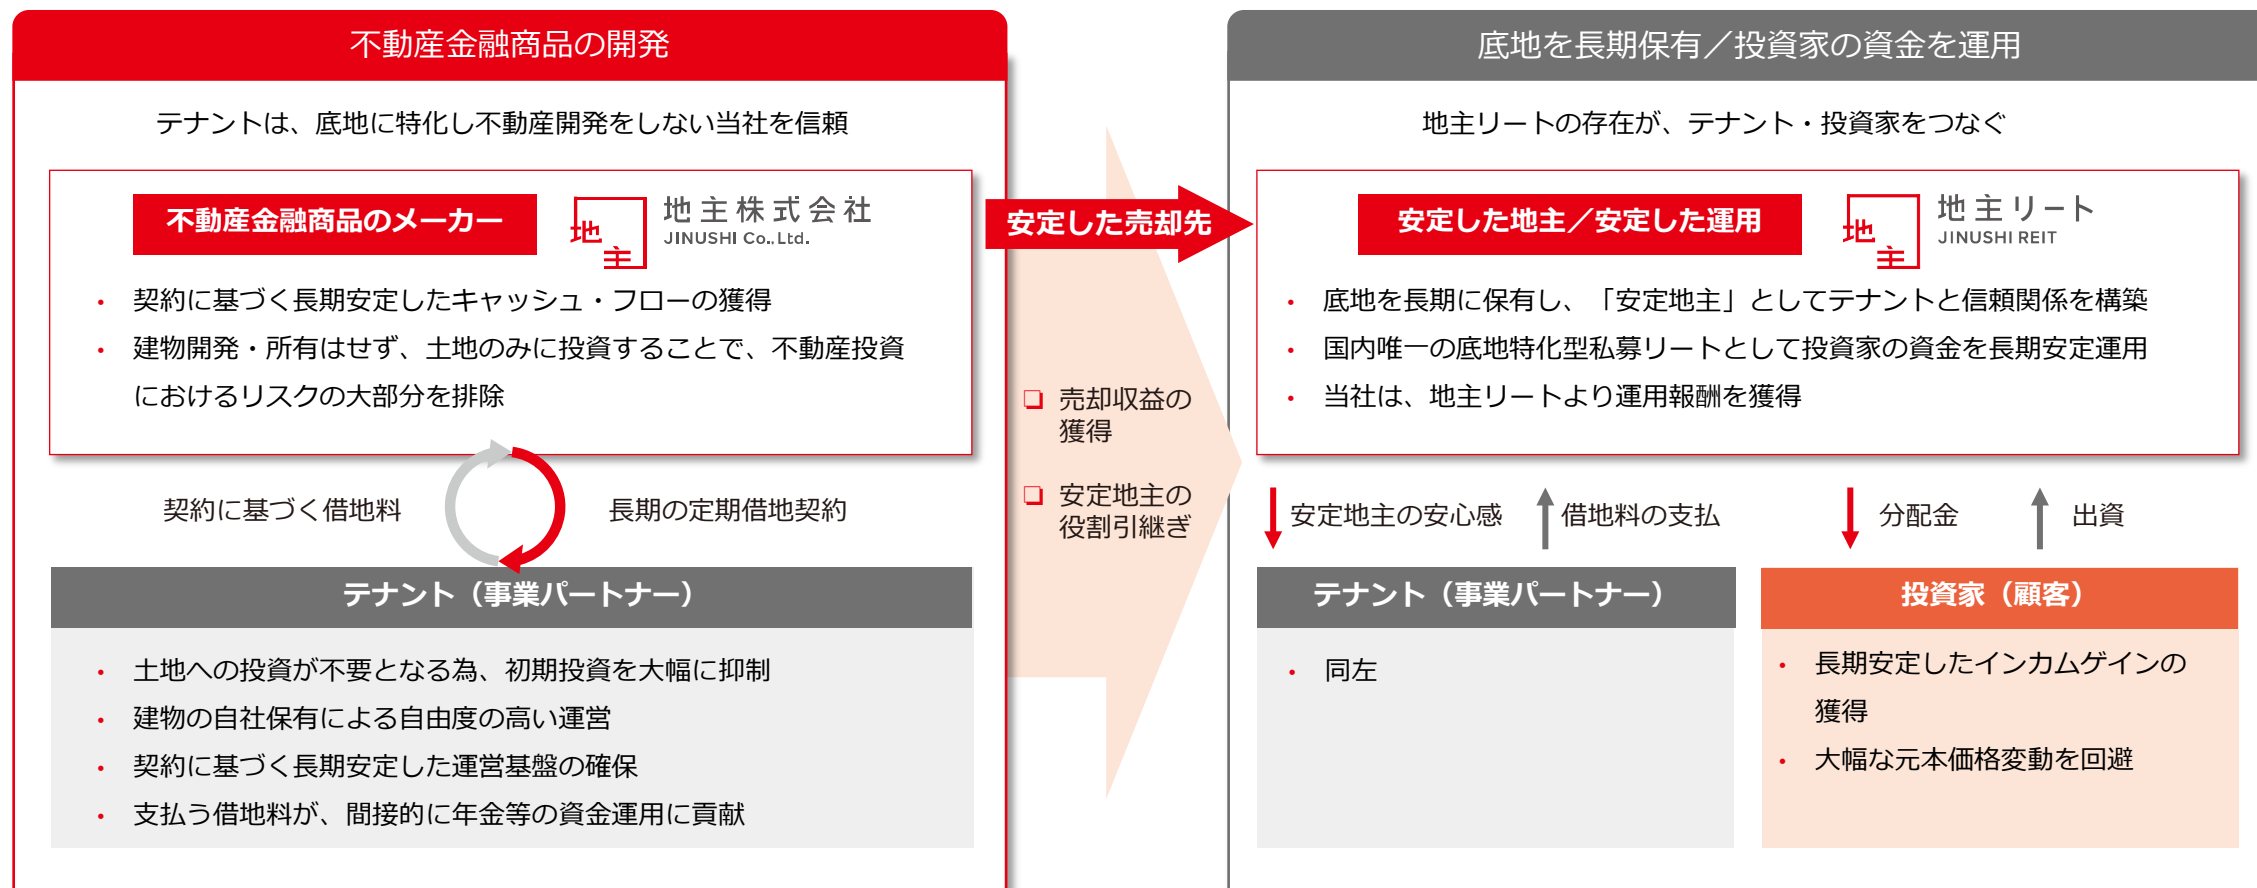 不動産金融商品の開発
テナントは、底地に特化し不動産開発をしない当社を信頼
不動産金融商品のメーカー
地主
地主株式会社
JINUSHI Co., Ltd.
・ 契約に基づく長期安定したキャッシュ・フローの獲得
・ 建物開発・所有はせず、土地のみに投資することで、不動産投資
におけるリスクの大部分を排除
契約に基づく借地料
長期の定期借地契約
テナント（事業パートナー）
・ 土地への投資が不要となる為、初期投資を大幅に抑制
・ 建物の自社保有による自由度の高い運営
・ 契約に基づく長期安定した運営基盤の確保
・ 支払う借地料が、間接的に年金等の資金運用に貢献
安定した売却先
❏ 売却収益の
獲得
❏ 安定地主の
役割引継ぎ
底地を長期保有／投資家の資金を運用
地主リートの存在が、テナント・投資家をつなぐ
安定した地主／安定した運用
地主
地主リート
JINUSHI REIT
・ 底地を長期に保有し、「安定地主」としてテナントと信頼関係を構築
・ 国内唯一の底地特化型私募リートとして投資家の資金を長期安定運用
・ 当社は、地主リートより運用報酬を獲得
安定地主の安心感
借地料の支払
分配金
出資
テナント（事業パートナー）
・ 同左
投資家（顧客）
・ 長期安定したインカムゲインの
獲得
・ 大幅な元本価格変動を回避